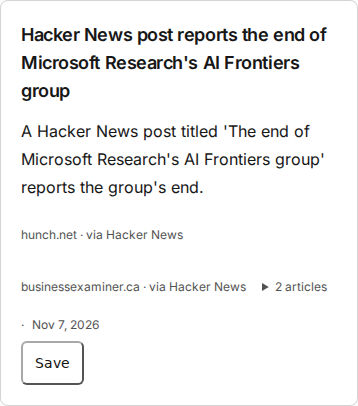 Hacker News post reports the end of
Microsoft Research's AI Frontiers
group
A Hacker News post titled 'The end of
Microsoft Research's AI Frontiers group'
reports the group's end.
hunch.net · via Hacker News
businessexaminer.ca · via Hacker News ▶ 2 articles
· Nov 7, 2026
Save